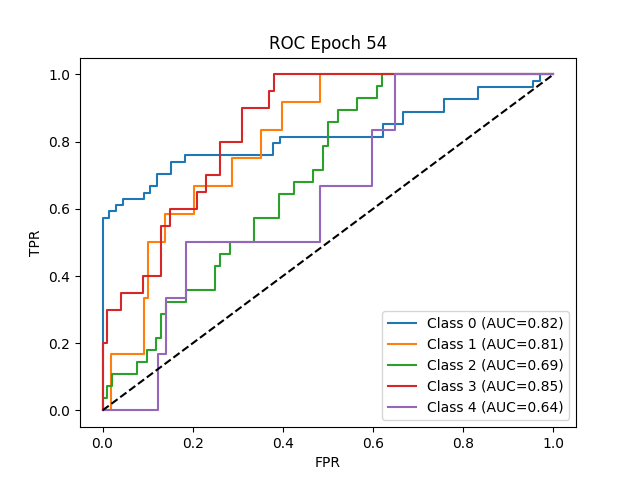 ROC Epoch 54
TPR
1.0
0.8
0.6
0.4
0.2
0.0
Class 0 (AUC=0.82)
Class 1 (AUC=0.81)
Class 2 (AUC=0.69)
Class 3 (AUC=0.85)
Class 4 (AUC=0.64)
0.0 0.2 0.4 0.6 0.8 1.0
FPR